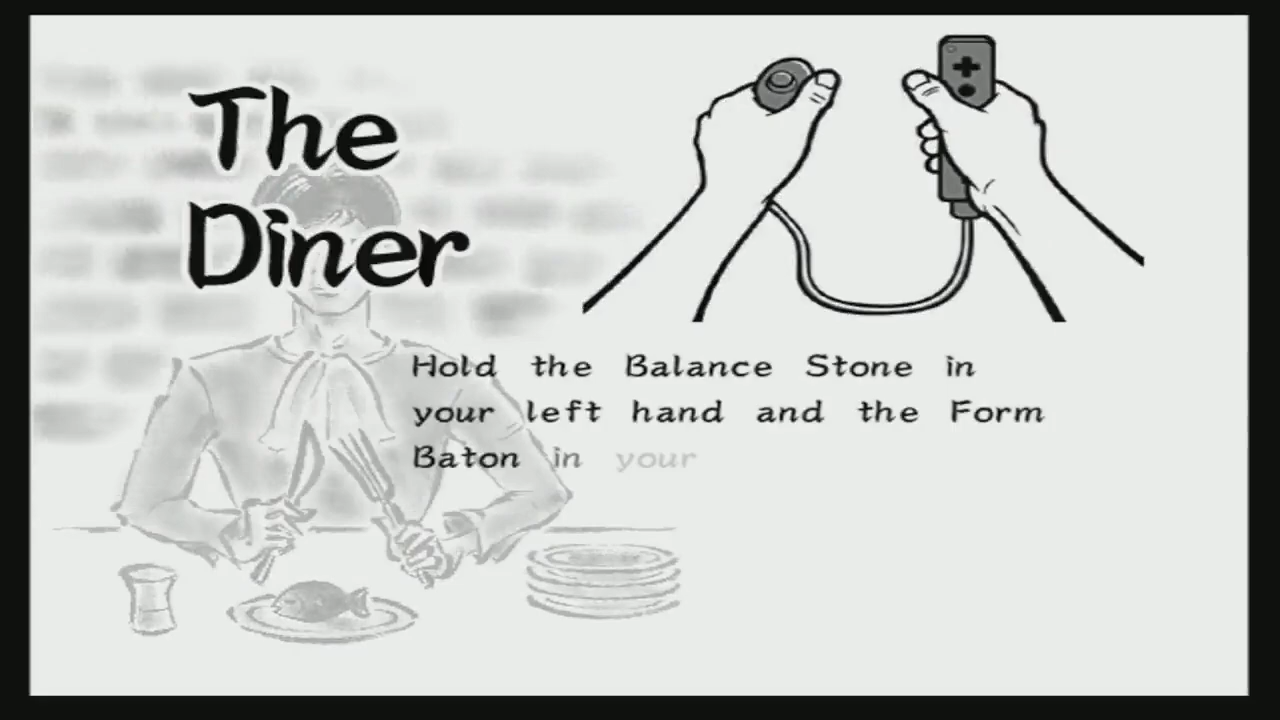 The
Diner
Hold the Balance Stone in
your left hand and the Form
Baton in your